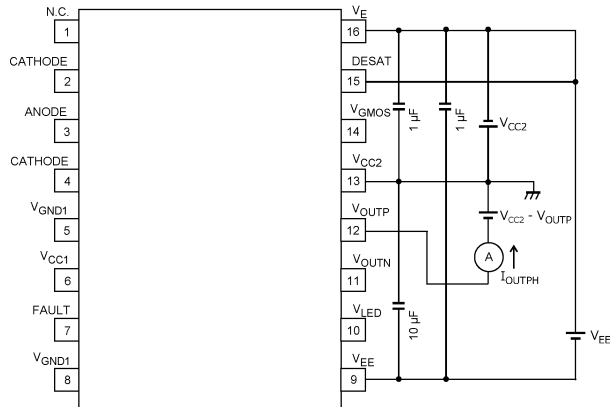 N.C.
1
CATHODE
2
ANODE
3
CATHODE
4
VGND1
5
VCC1
6
FAULT
7
VGND1
8
VE
16
DESAT
15
VGMOS
14
VCC2
13
VOUTP
12
VOUTN
11
VLED
10
VEE
9
1 μF
1 μF
VCC2
VCC2 - VOUTP
A
IOUTPH
10 μF
VEE